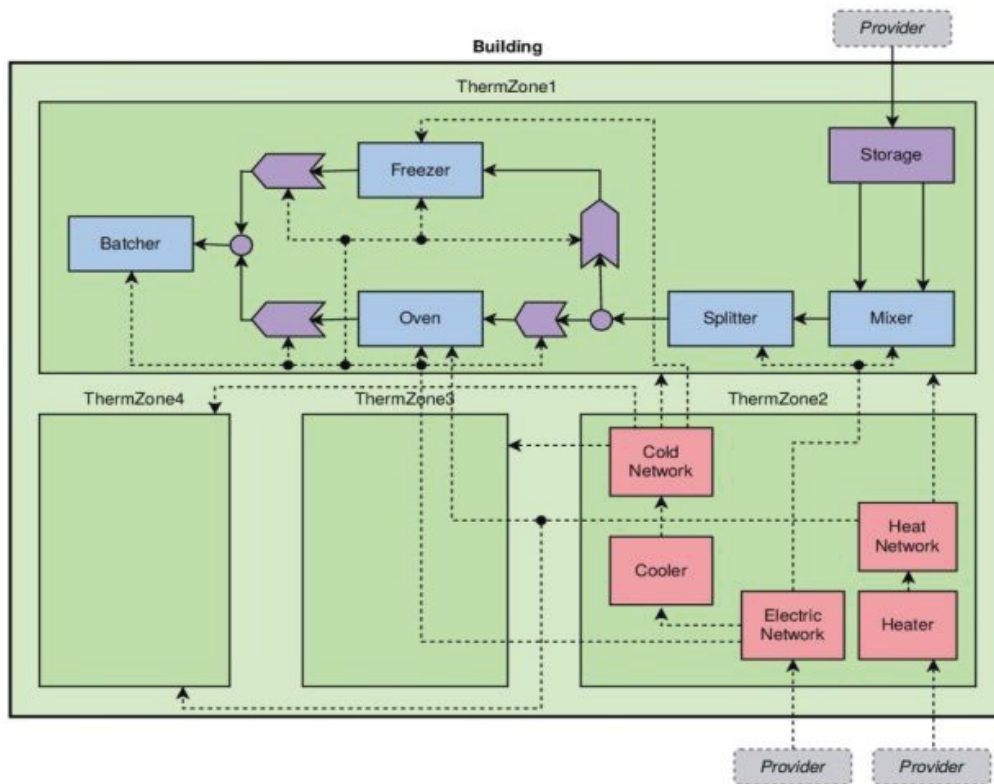 Provider
Building
ThermZone1
Storage
Freezer
Batcher
Oven
Splitter
Mixer
ThermZone4
ThermZone3
ThermZone2
Cold
Network
Heat
Network
Cooler
Electric
Network
Heater
Provider
Provider